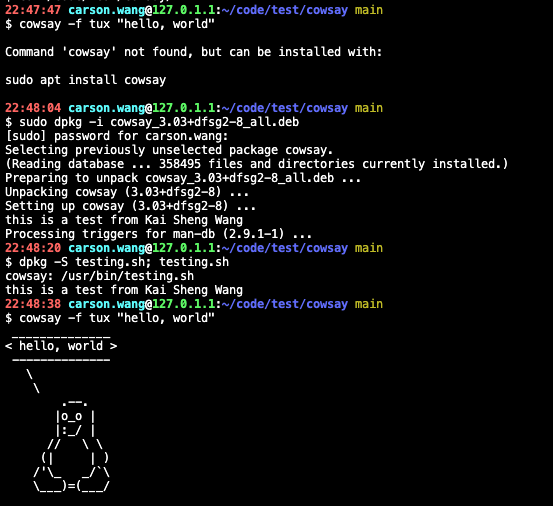 22:47:47 carson.wang@127.0.1.1:~/code/test/cowsay main
$ cowsay -f tux "hello, world"

Command 'cowsay' not found, but can be installed with:

sudo apt install cowsay

22:48:04 carson.wang@127.0.1.1:~/code/test/cowsay main
$ sudo dpkg -i cowsay_3.03+dfsg2-8_all.deb
[sudo] password for carson.wang:
Selecting previously unselected package cowsay.
(Reading database ... 358495 files and directories currently installed.)
Preparing to unpack cowsay_3.03+dfsg2-8_all.deb ...
Unpacking cowsay (3.03+dfsg2-8) ...
Setting up cowsay (3.03+dfsg2-8) ...
this is a test from Kai Sheng Wang
Processing triggers for man-db (2.9.1-1) ...
22:48:20 carson.wang@127.0.1.1:~/code/test/cowsay main
$ dpkg -S testing.sh; testing.sh
cowsay: /usr/bin/testing.sh
this is a test from Kai Sheng Wang
22:48:38 carson.wang@127.0.1.1:~/code/test/cowsay main
$ cowsay -f tux "hello, world"
 ______________
< hello, world >
 --------------
   \
    \
        .--.
       |o_o |
       |:_/ |
      //   \ \
     (|     | )
    /'\_   _/`\
    \___)=(___/